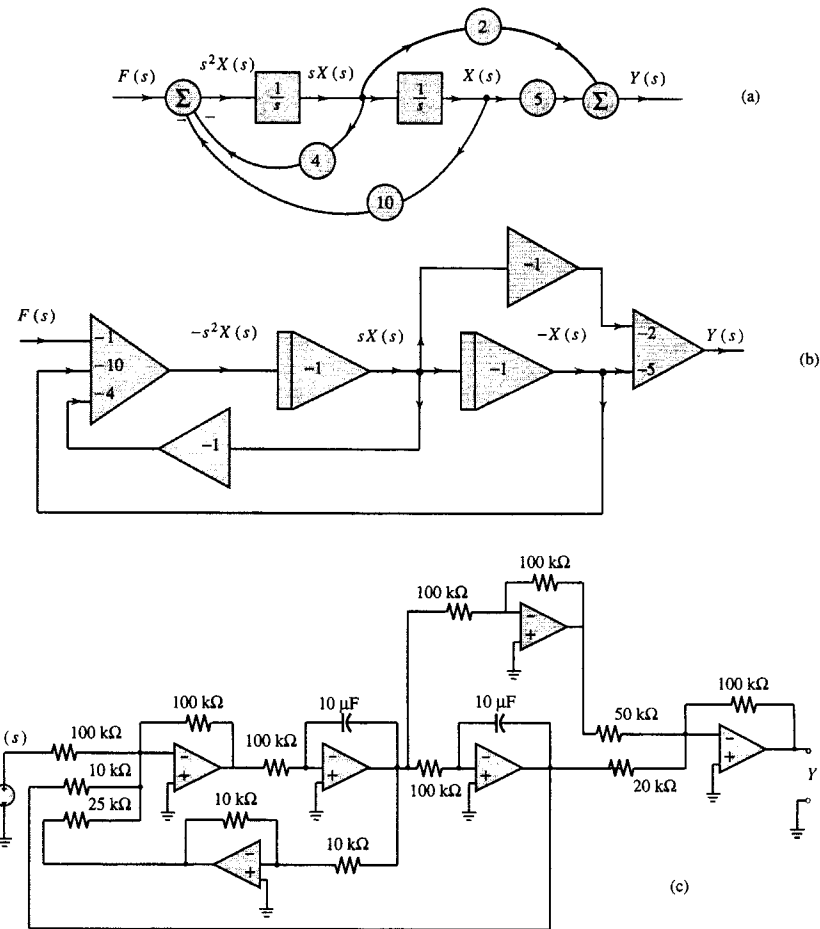 2
F(s) s²X(s) sX(s) X(s) Y(s)
Σ 1/s 1/s 5 Σ (a)
−
−
4
10
−1
F(s) −s²X(s) sX(s) −X(s) Y(s)
−1 −2
−10 −1 −1 −5 (b)
−4
−1
100 kΩ
100 kΩ
− +
100 kΩ 10 μF 10 μF 50 kΩ 100 kΩ
(s) 100 kΩ 100 kΩ
− + − + − + − +
10 kΩ 100 kΩ 20 kΩ Y
25 kΩ 10 kΩ
10 kΩ
− +
+
−
(c)